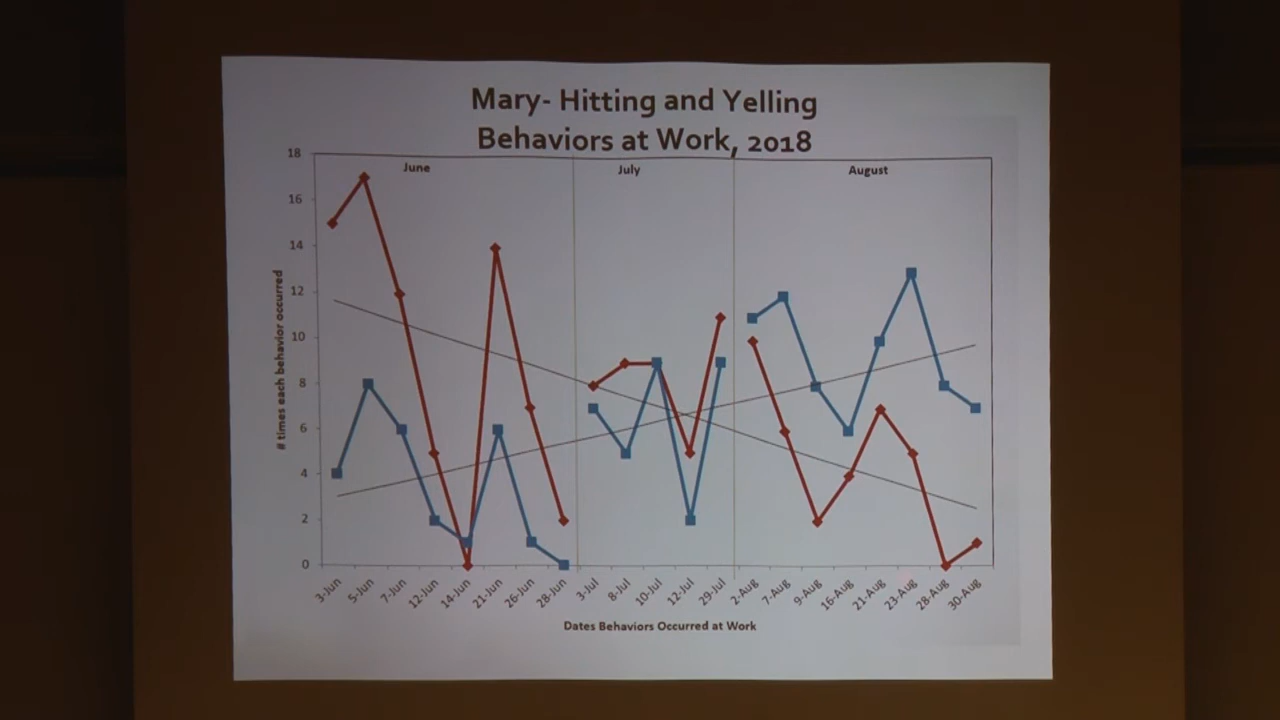 Mary- Hitting and Yelling
Behaviors at Work, 2018
June
July
August
# times each behavior occurred
18
16
14
12
10
8
6
4
2
0
3-Jun
5-Jun
7-Jun
12-Jun
14-Jun
21-Jun
26-Jun
28-Jun
3-Jul
8-Jul
10-Jul
12-Jul
29-Jul
2-Aug
7-Aug
9-Aug
16-Aug
21-Aug
23-Aug
28-Aug
30-Aug
Dates Behaviors Occurred at Work